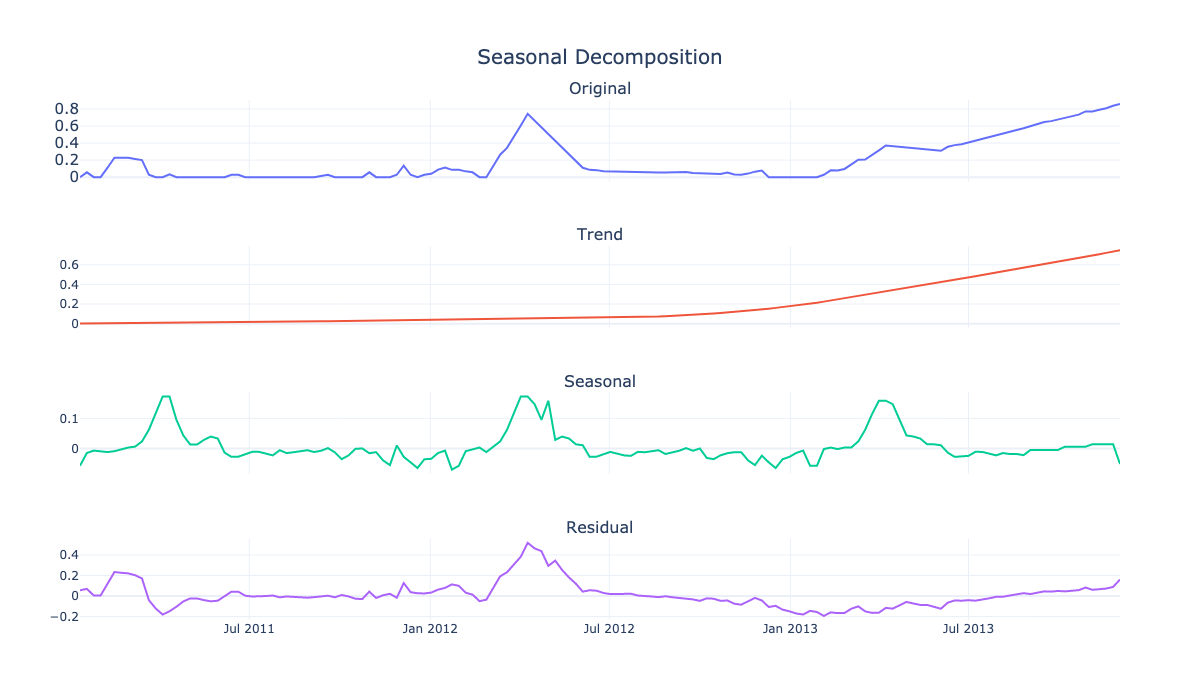 Seasonal Decomposition
Original
0.8
0.6
0.4
0.2
0
Trend
0.6
0.4
0.2
0
Seasonal
0.1
0
Residual
0.4
0.2
0
−0.2
Jul 2011 Jan 2012 Jul 2012 Jan 2013 Jul 2013